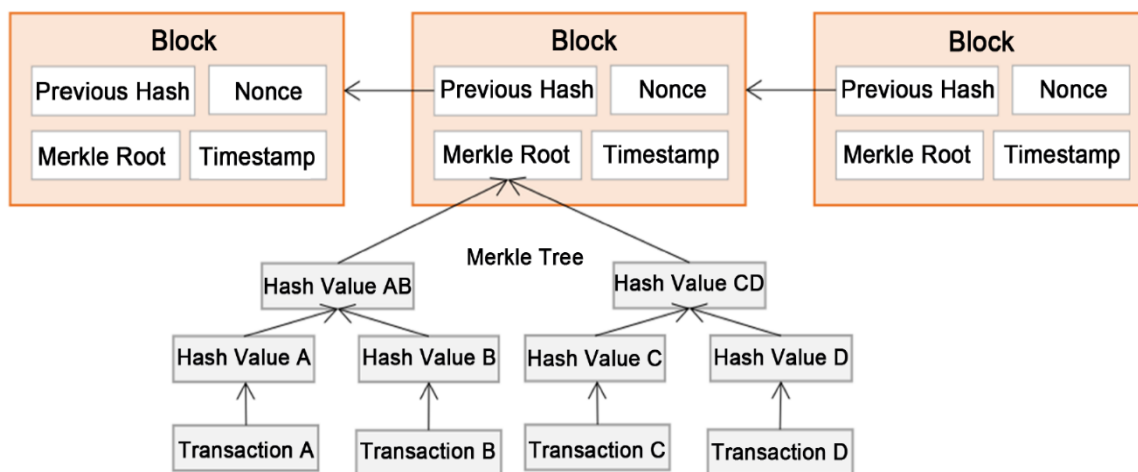 Block
Block
Block
Previous Hash
Nonce
Previous Hash
Nonce
Previous Hash
Nonce
Merkle Root
Timestamp
Merkle Root
Timestamp
Merkle Root
Timestamp
Merkle Tree
Hash Value AB
Hash Value CD
Hash Value A
Hash Value B
Hash Value C
Hash Value D
Transaction A
Transaction B
Transaction C
Transaction D